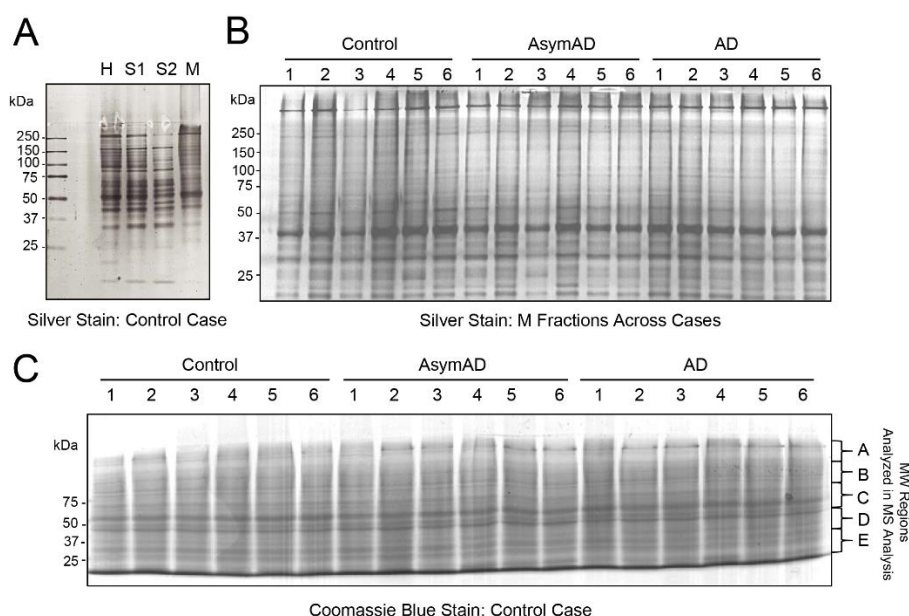 A
H S1 S2 M
kDa
250
150
100
75
50
37
25
Silver Stain: Control Case
B
Control AsymAD AD
1 2 3 4 5 6 1 2 3 4 5 6 1 2 3 4 5 6
kDa
250
150
100
75
50
37
25
Silver Stain: M Fractions Across Cases
C
Control AsymAD AD
1 2 3 4 5 6 1 2 3 4 5 6 1 2 3 4 5 6
kDa
75
50
37
25
A
B
C
D
E
MW Regions
Analyzed in MS Analysis
Coomassie Blue Stain: Control Case